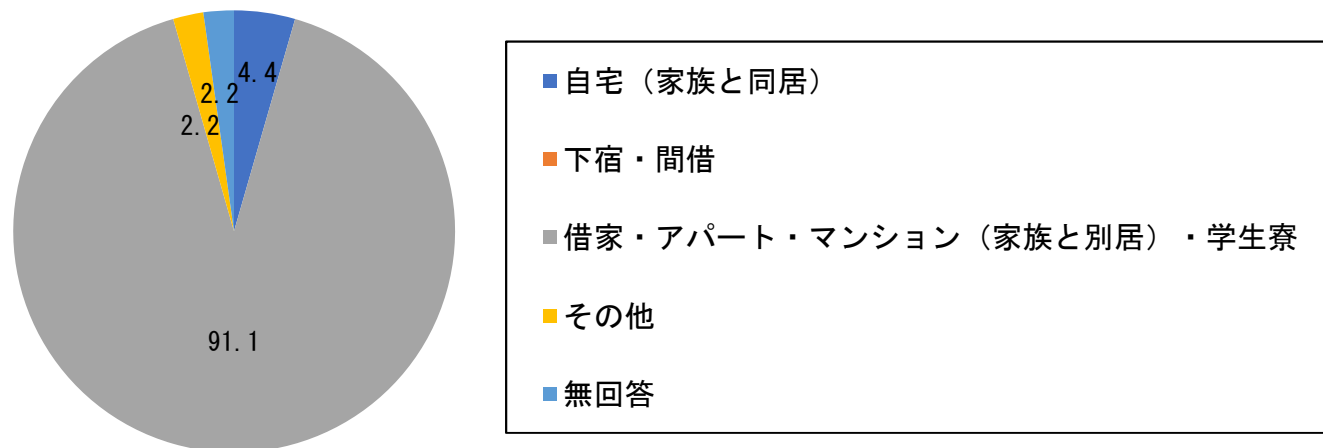 4.4
2.2
2.2
91.1
自宅（家族と同居）
下宿・間借
借家・アパート・マンション（家族と別居）・学生寮
その他
無回答